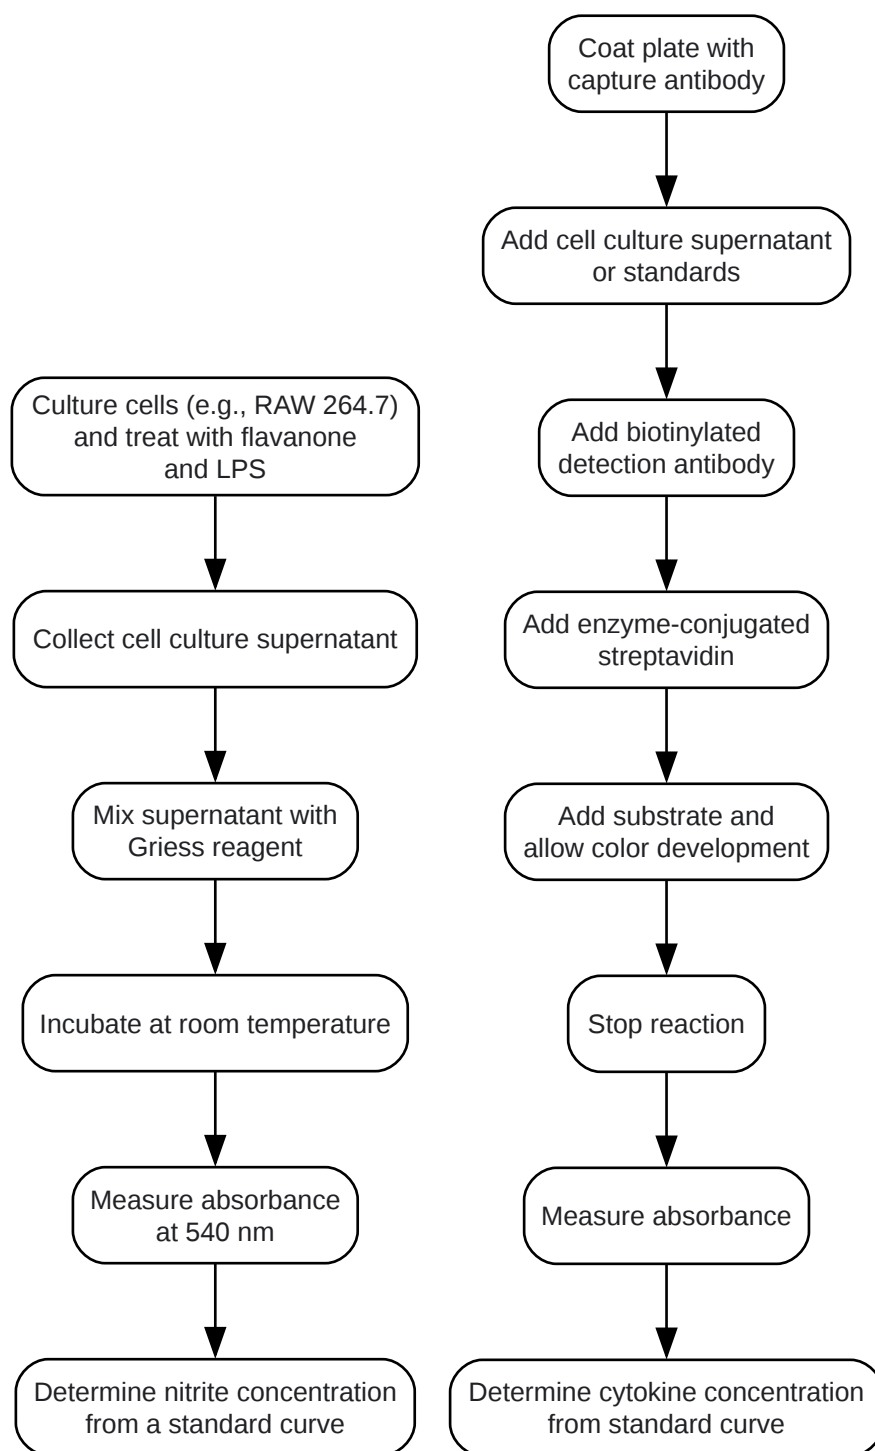 Culture cells (e.g., RAW 264.7)
and treat with flavanone
and LPS
Collect cell culture supernatant
Mix supernatant with
Griess reagent
Incubate at room temperature
Measure absorbance
at 540 nm
Determine nitrite concentration
from a standard curve
Coat plate with
capture antibody
Add cell culture supernatant
or standards
Add biotinylated
detection antibody
Add enzyme-conjugated
streptavidin
Add substrate and
allow color development
Stop reaction
Measure absorbance
Determine cytokine concentration
from standard curve